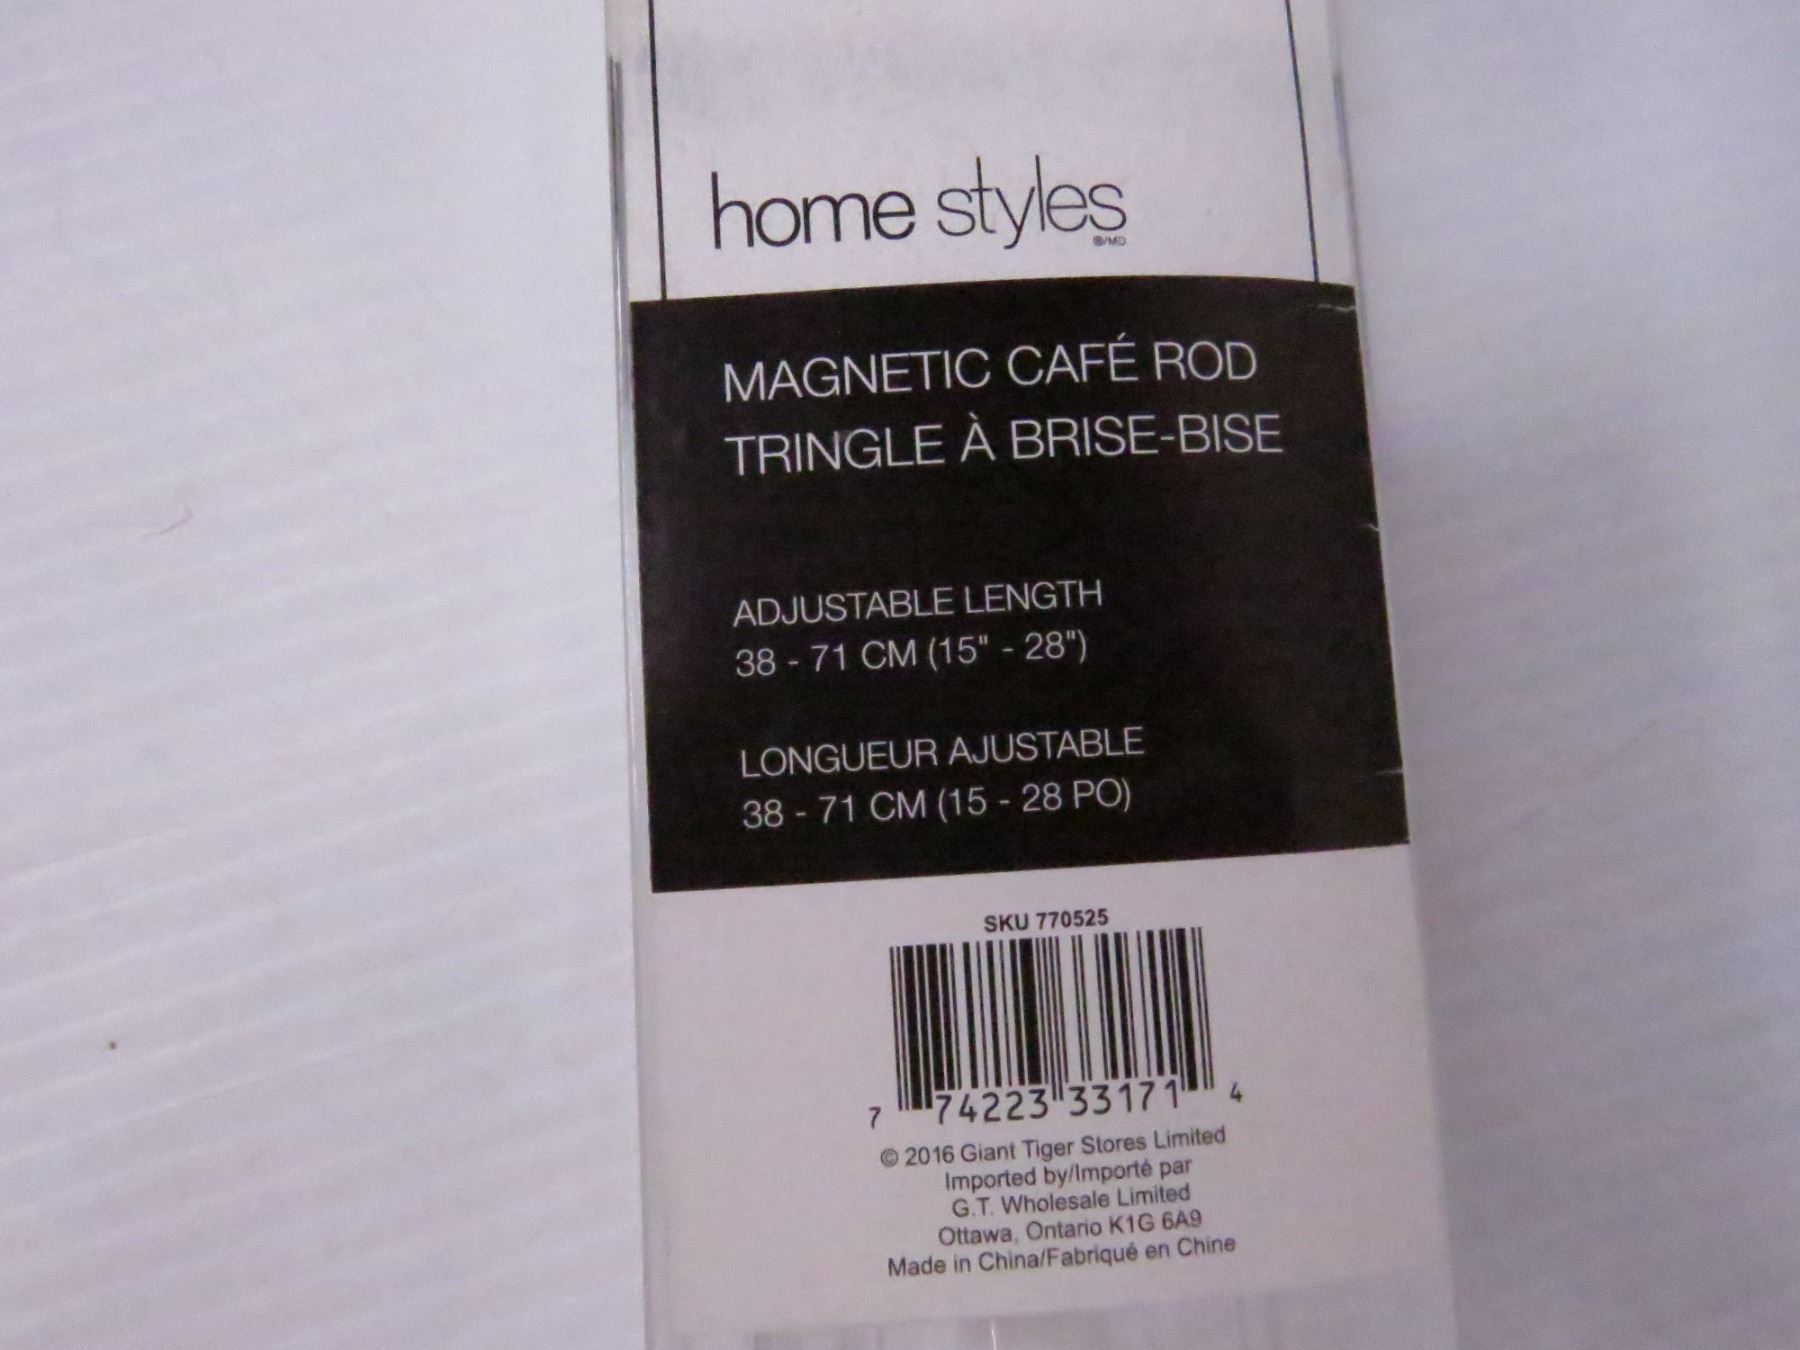 home styles
®/MD
MAGNETIC CAFÉ ROD
TRINGLE À BRISE-BISE
ADJUSTABLE LENGTH
38 - 71 CM (15" - 28")
LONGUEUR AJUSTABLE
38 - 71 CM (15 - 28 PO)
SKU 770525
7 74223 33171 4
© 2016 Giant Tiger Stores Limited
Imported by/Importé par
G.T. Wholesale Limited
Ottawa, Ontario K1G 6A9
Made in China/Fabriqué en Chine